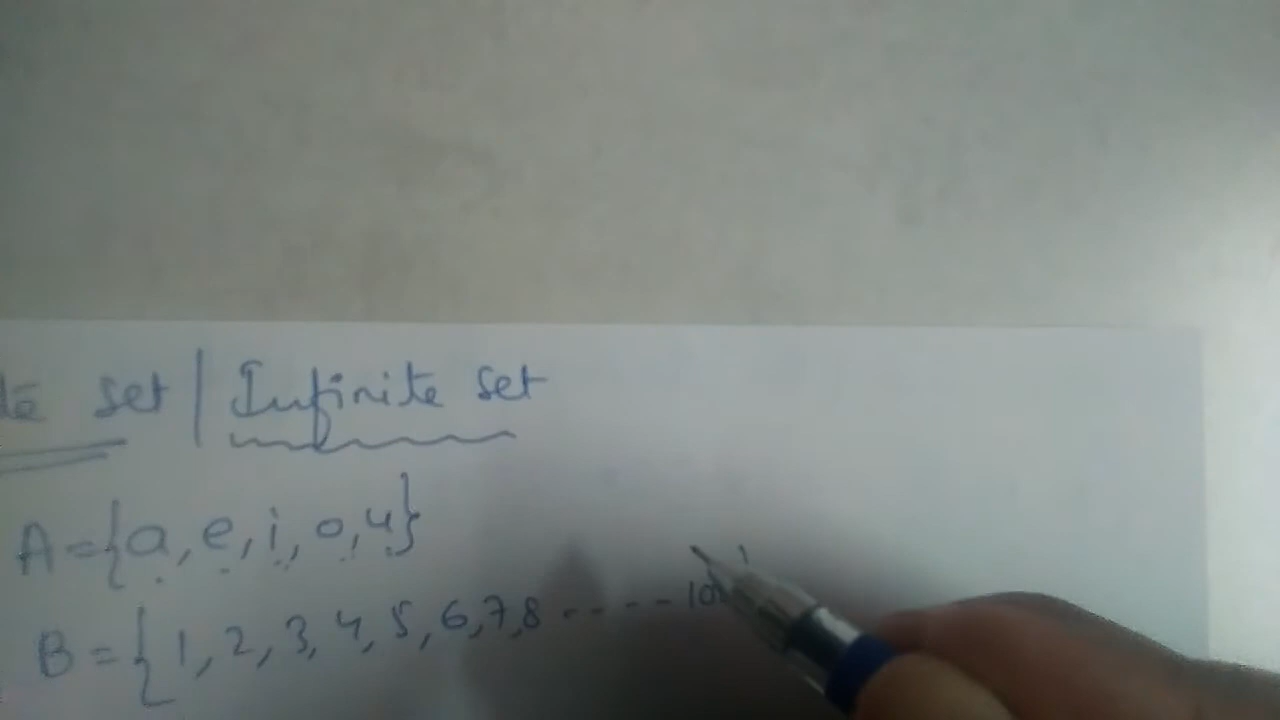 set | Infinite set
A={a,e,i,o,u}
B={1,2,3,4,5,6,7,8----